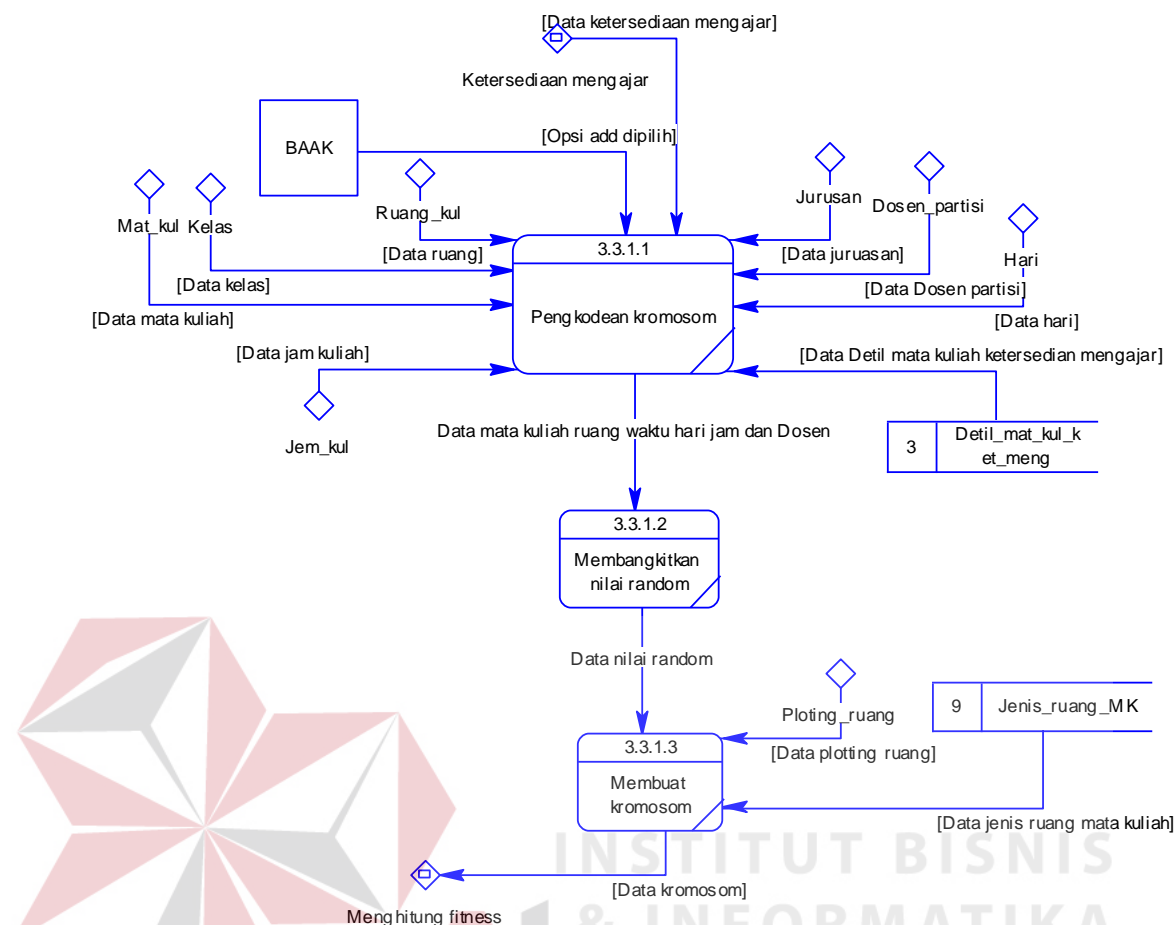 [Data ketersediaan mengajar]
Ketersediaan mengajar
BAAK
[Opsi add dipilih]
Mat_kul
Kelas
Ruang_kul
Jurusan
Dosen_partisi
Hari
[Data ruang]
[Data kelas]
[Data mata kuliah]
3.3.1.1
Pengkodean kromosom
[Data juruasan]
[Data Dosen partisi]
[Data hari]
[Data jam kuliah]
Jem_kul
[Data Detil mata kuliah ketersedian mengajar]
3
Detil_mat_kul_k
et_meng
Data mata kuliah ruang waktu hari jam dan Dosen
3.3.1.2
Membangkitkan
nilai random
Data nilai random
Ploting_ruang
[Data plotting ruang]
9
Jenis_ruang_MK
3.3.1.3
Membuat
kromosom
[Data jenis ruang mata kuliah]
[Data kromosom]
Menghitung fitness
INSTITUT BISNIS
& INFORMATIKA